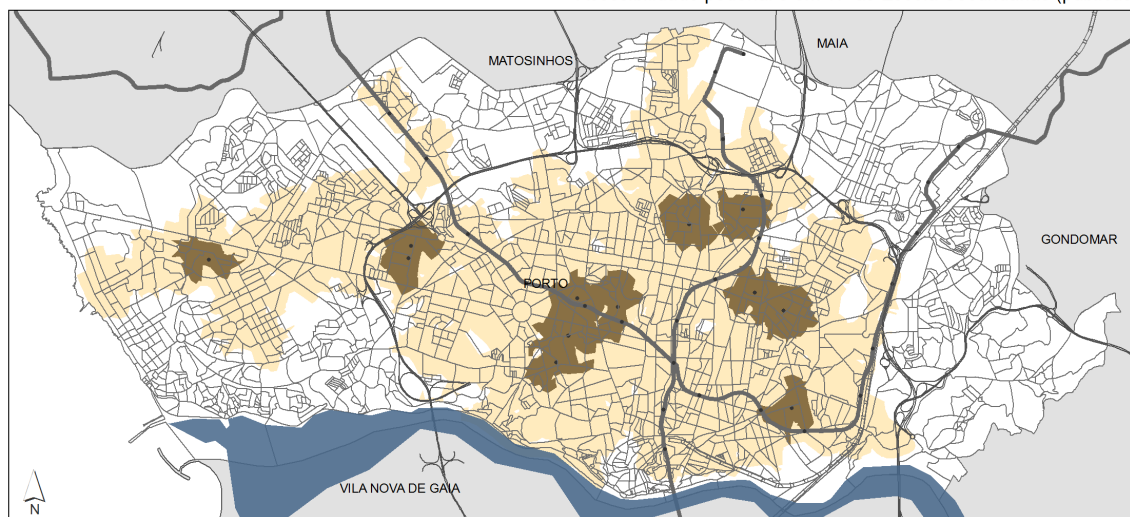 MAIA
MATOSINHOS
GONDOMAR
PORTO
VILA NOVA DE GAIA
N